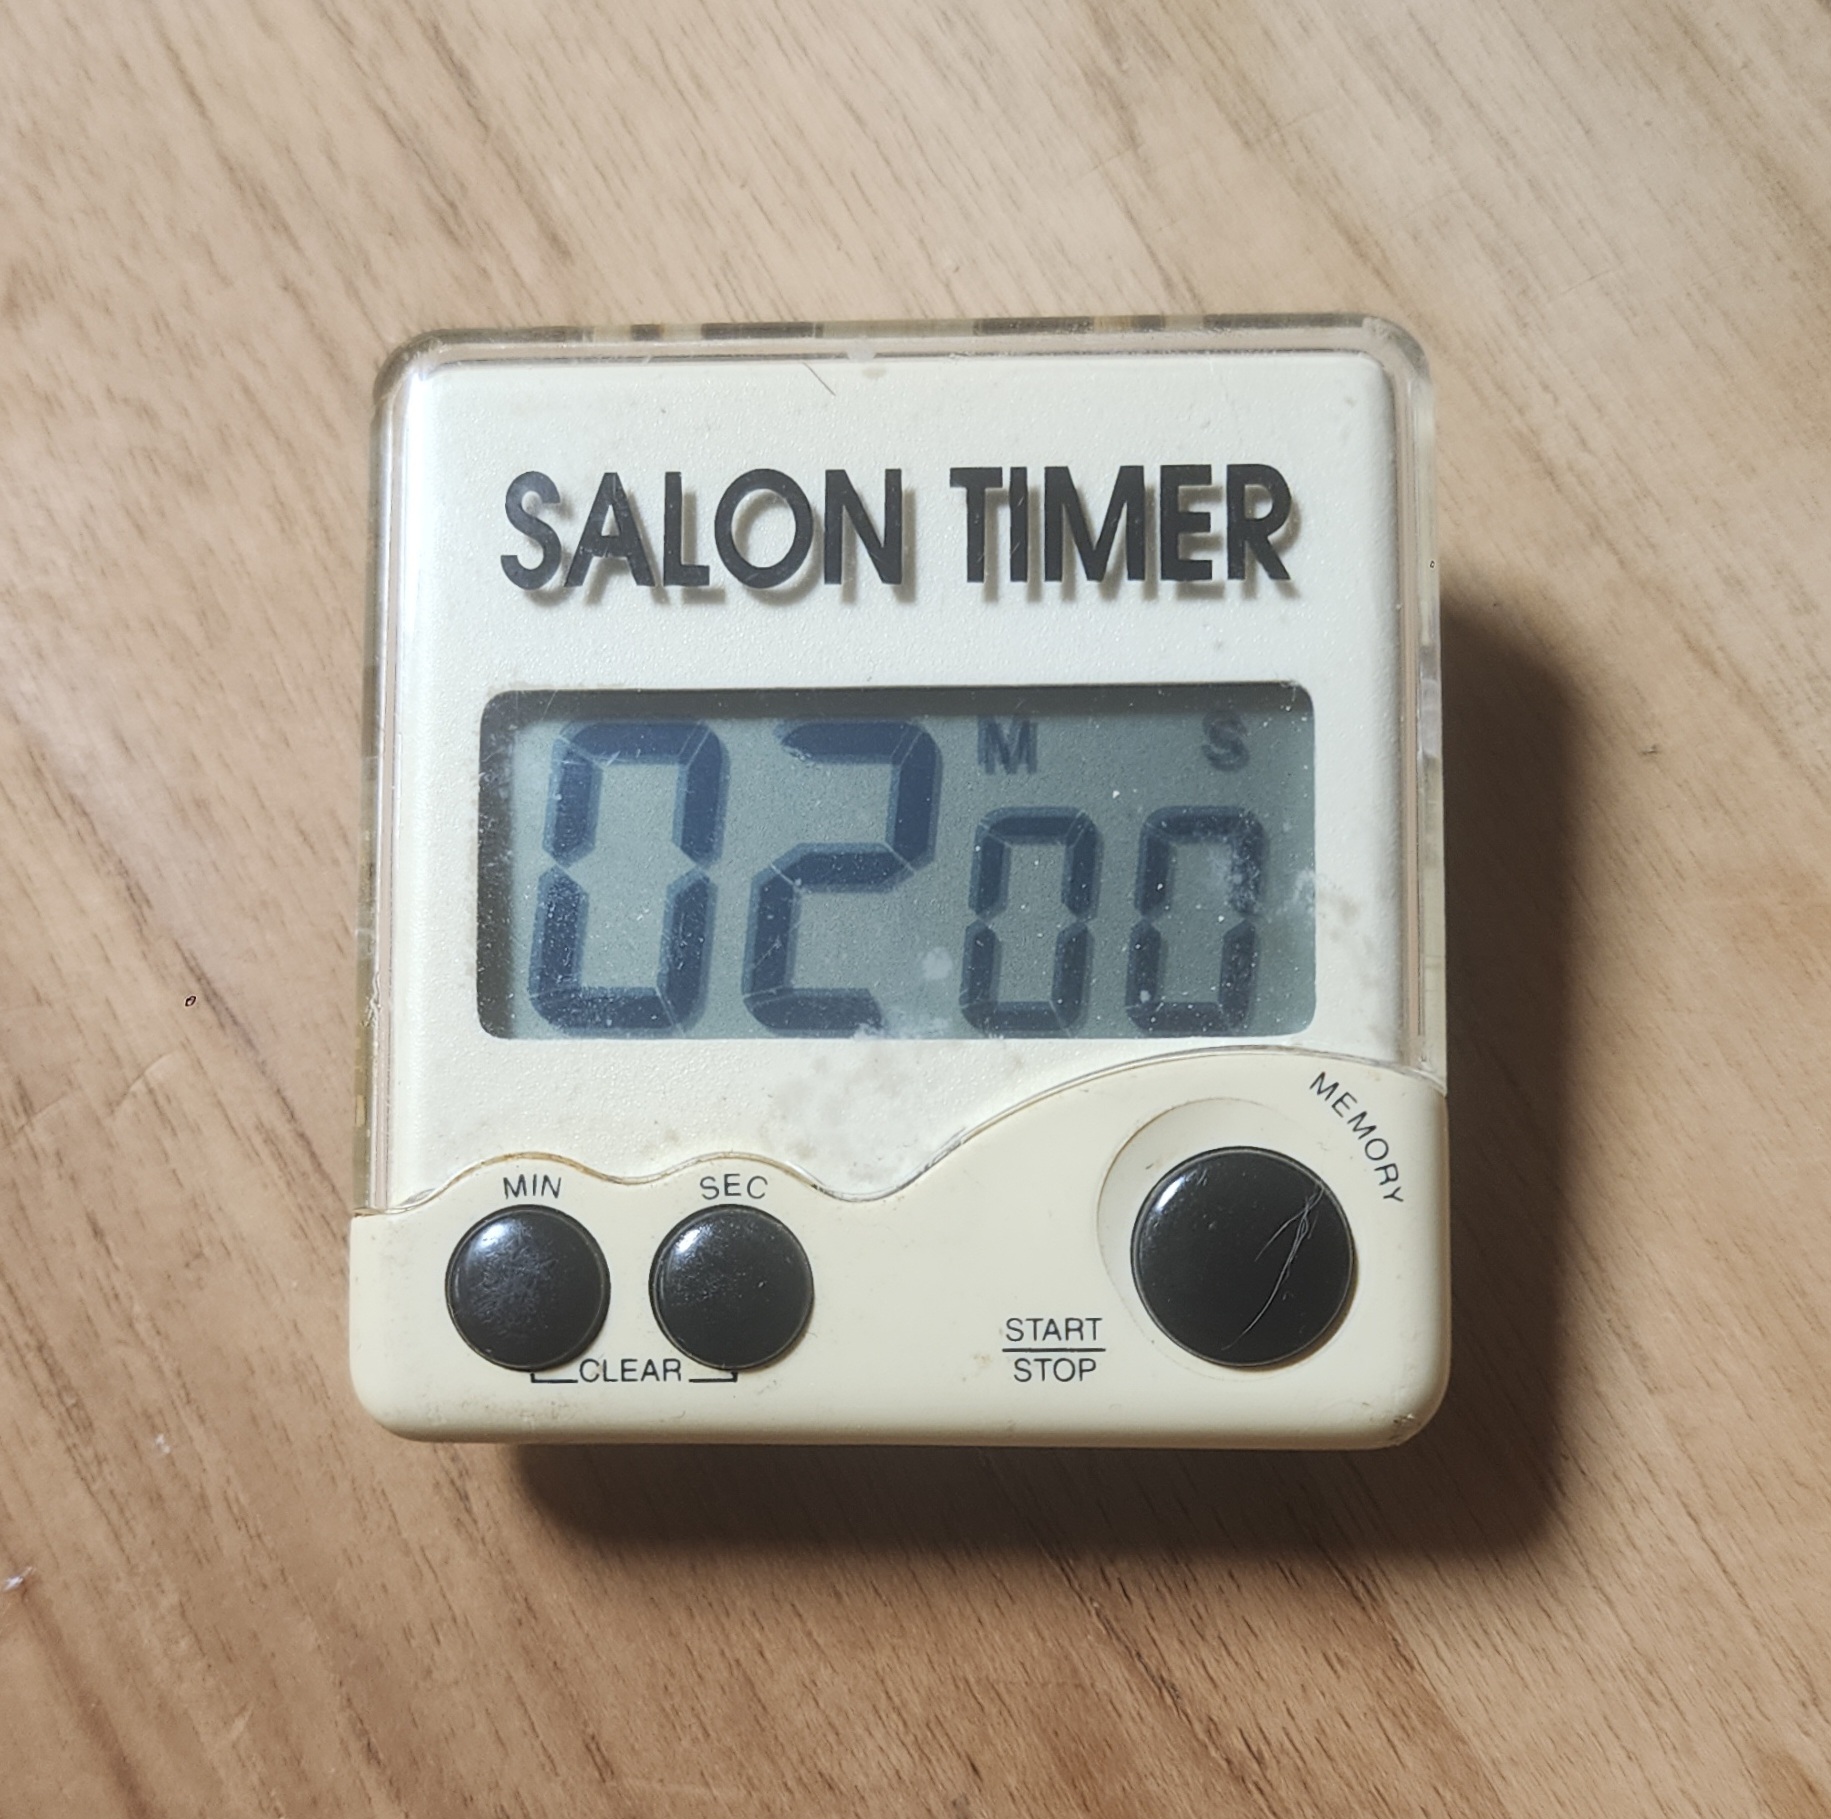 SALON TIMER
M S
02 00
MEMORY
MIN SEC
CLEAR
START
STOP